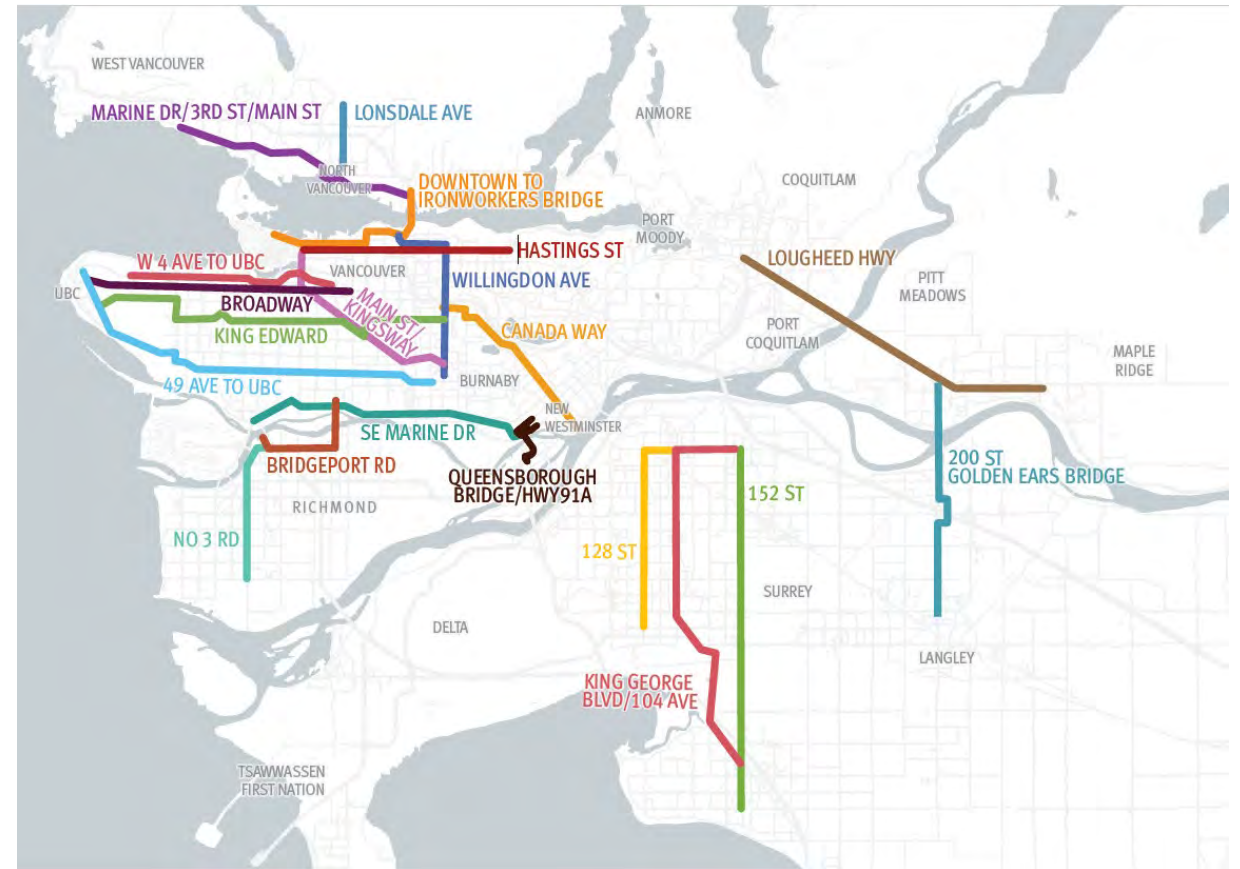 WEST VANCOUVER
MARINE DR/3RD ST/MAIN ST
LONSDALE AVE
ANMORE
NORTH
VANCOUVER
DOWNTOWN TO
IRONWORKERS BRIDGE
COQUITLAM
PORT
MOODY
HASTINGS ST
W 4 AVE TO UBC
VANCOUVER
LOUGHEED HWY
WILLINGDON AVE
PITT
MEADOWS
UBC
BROADWAY
MAIN ST/
KINGSWAY
KING EDWARD
CANADA WAY
PORT
COQUITLAM
MAPLE
RIDGE
49 AVE TO UBC
BURNABY
NEW
WESTMINSTER
SE MARINE DR
BRIDGEPORT RD
QUEENSBOROUGH
BRIDGE/HWY91A
200 ST
GOLDEN EARS BRIDGE
RICHMOND
152 ST
NO 3 RD
128 ST
SURREY
DELTA
LANGLEY
KING GEORGE
BLVD/104 AVE
TSAWWASSEN
FIRST NATION